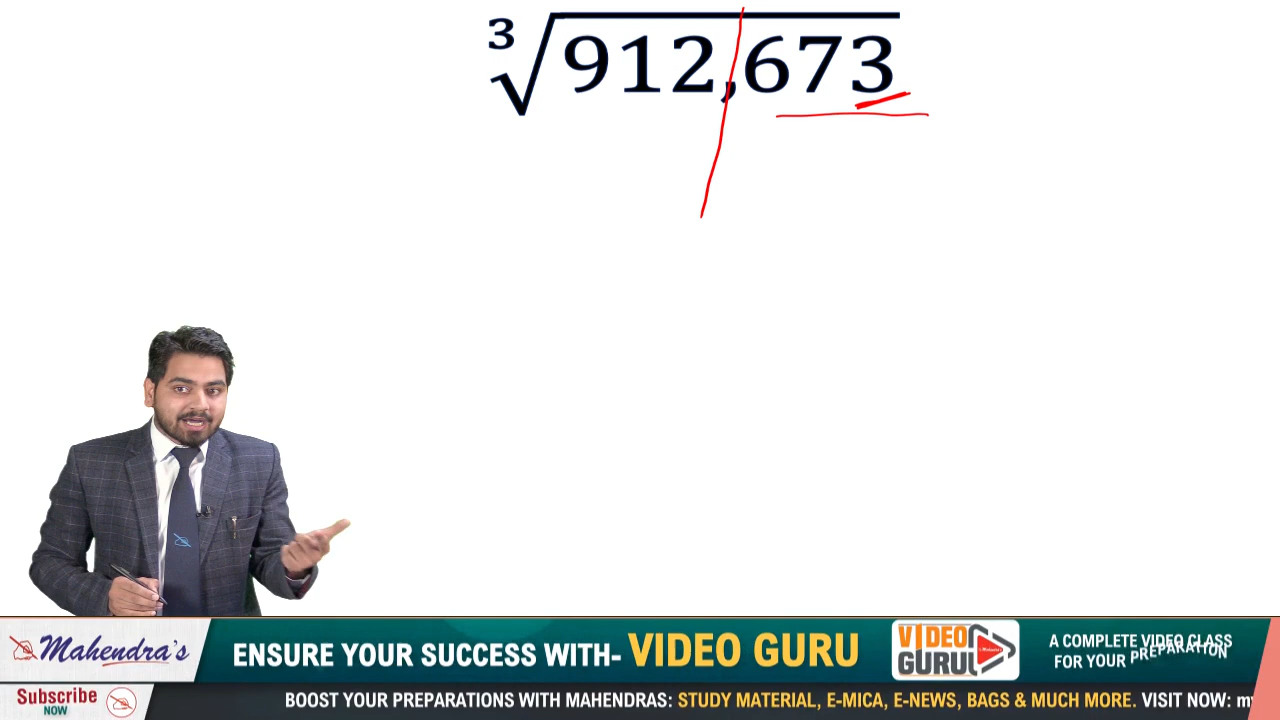 ∛912,673
Mahendra's
ENSURE YOUR SUCCESS WITH- VIDEO GURU
VIDEO
GURU
A COMPLETE VIDEO CLASS
FOR YOUR PREPARATION
Subscribe
NOW
BOOST YOUR PREPARATIONS WITH MAHENDRAS: STUDY MATERIAL, E-MICA, E-NEWS, BAGS & MUCH MORE. VISIT NOW: